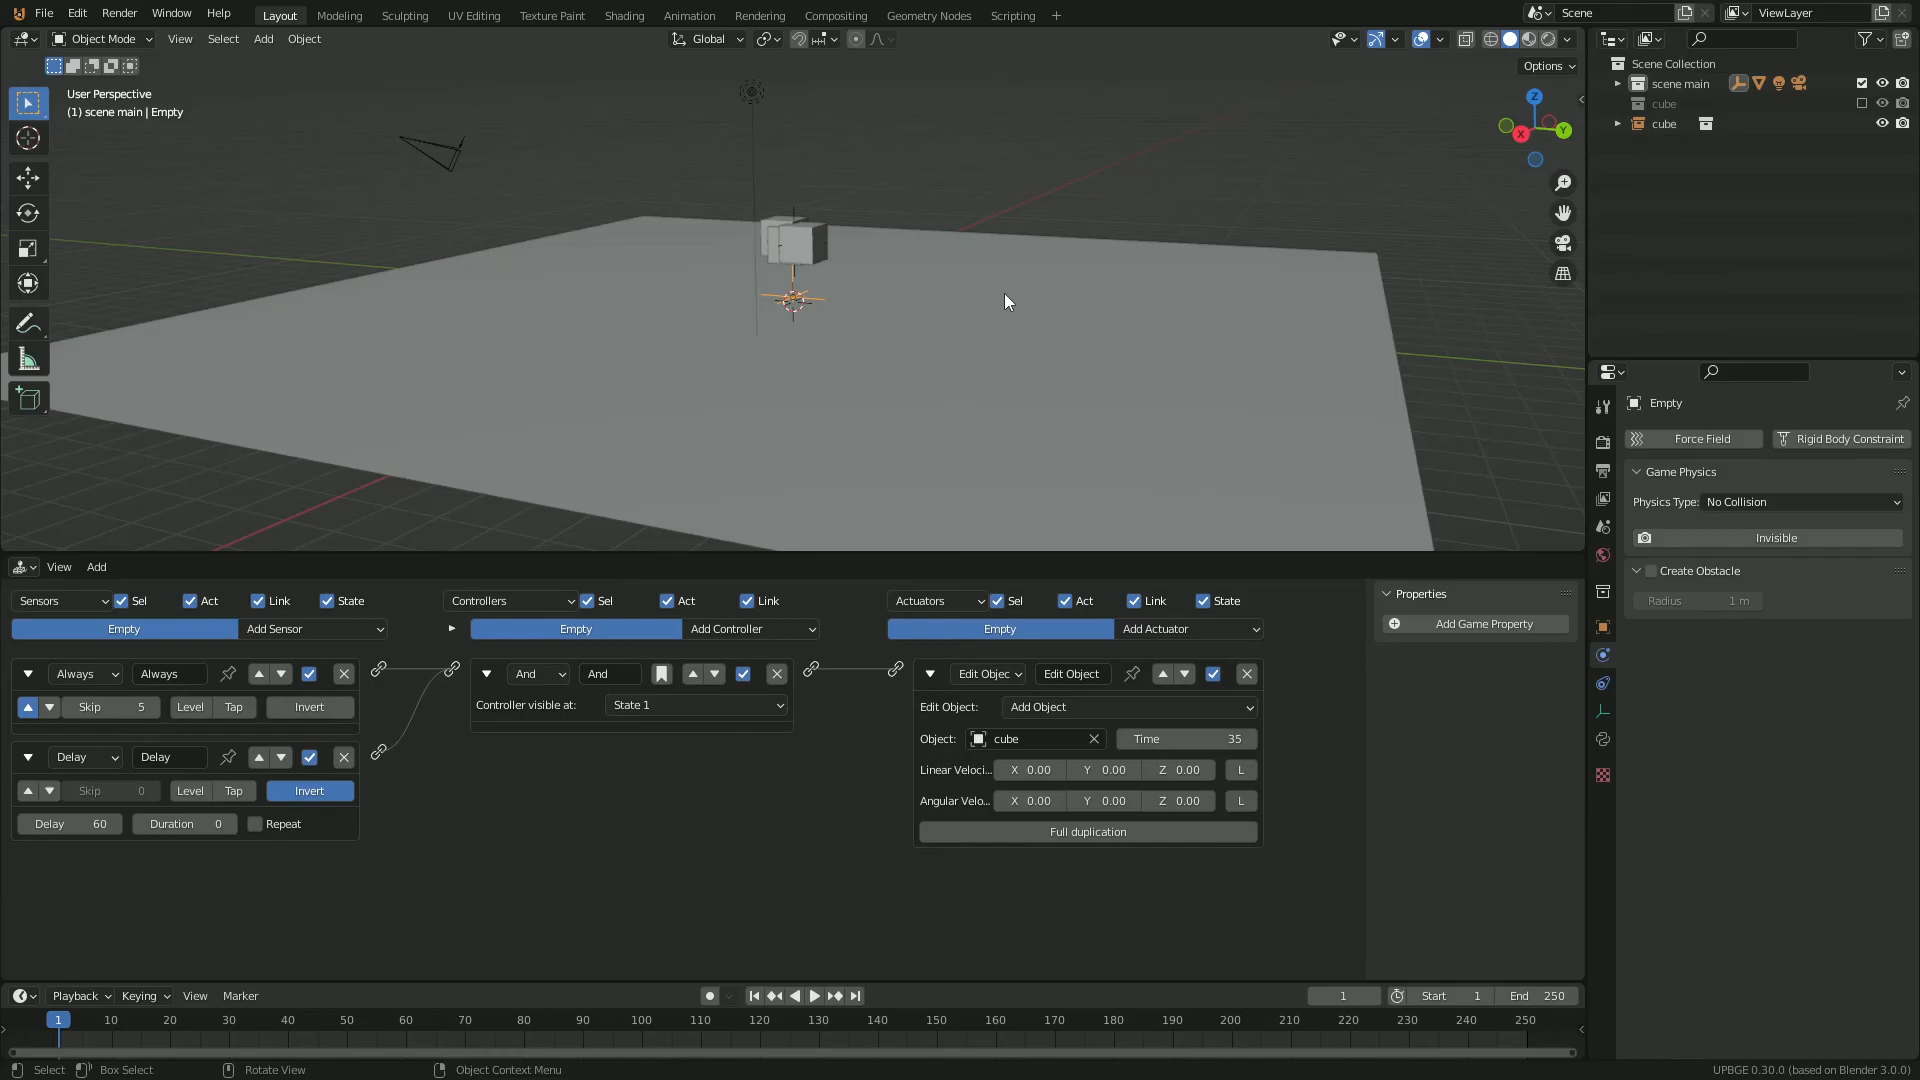 File Edit Render Window Help Layout Modeling Sculpting UV Editing Texture Paint Shading Animation Rendering Compositing Geometry Nodes Scripting + Scene ViewLayer
Object Mode View Select Add Object Global
Options
User Perspective
(1) scene main | Empty
Z
Y
X
Scene Collection
scene main
cube
cube
Empty
Force Field Rigid Body Constraint
Game Physics
Physics Type: No Collision
Invisible
Create Obstacle
Radius 1 m
View Add
Sensors Sel Act Link State Controllers Sel Act Link Actuators Sel Act Link State
Empty Add Sensor Empty Add Controller Empty Add Actuator
Properties
Add Game Property
Always Always And And Edit Objec Edit Object
Skip 5 Level Tap Invert Controller visible at: State 1 Edit Object: Add Object
Delay Delay Object: cube Time 35
Skip 0 Level Tap Invert Linear Veloci... X 0.00 Y 0.00 Z 0.00 L
Delay 60 Duration 0 Repeat Angular Velo... X 0.00 Y 0.00 Z 0.00 L
Full duplication
Playback Keying View Marker 1 Start 1 End 250
1 10 20 30 40 50 60 70 80 90 100 110 120 130 140 150 160 170 180 190 200 210 220 230 240 250
Select Box Select Rotate View Object Context Menu UPBGE 0.30.0 (based on Blender 3.0.0)